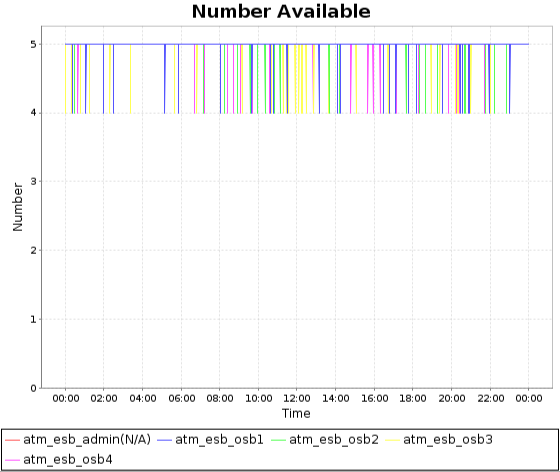 Number Available
5
4
3
2
1
0
Number
00:00 02:00 04:00 06:00 08:00 10:00 12:00 14:00 16:00 18:00 20:00 22:00 00:00
Time
atm_esb_admin(N/A) atm_esb_osb1 atm_esb_osb2 atm_esb_osb3
atm_esb_osb4